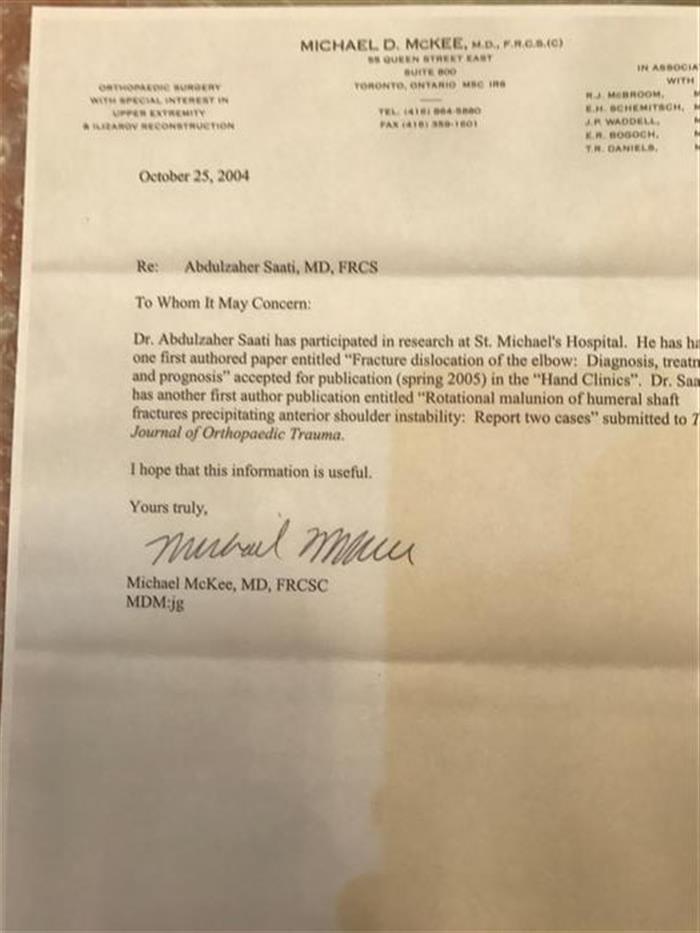 MICHAEL D. McKEE, M.D., F.R.C.S.(C)
55 QUEEN STREET EAST
SUITE 800
TORONTO, ONTARIO M5C 1R6
TEL. (416) 864-5880
FAX (416) 359-1601
ORTHOPAEDIC SURGERY
WITH SPECIAL INTEREST IN
UPPER EXTREMITY
& ILIZAROV RECONSTRUCTION
IN ASSOCIA
WITH
R.J. McBROOM,
E.H. SCHEMITSCH,
J.P. WADDELL,
E.R. BOGOCH,
T.R. DANIELS,
October 25, 2004
Re: Abdulzaher Saati, MD, FRCS
To Whom It May Concern:
Dr. Abdulzaher Saati has participated in research at St. Michael's Hospital. He has ha
one first authored paper entitled “Fracture dislocation of the elbow: Diagnosis, treatm
and prognosis” accepted for publication (spring 2005) in the “Hand Clinics”. Dr. Saa
has another first author publication entitled “Rotational malunion of humeral shaft
fractures precipitating anterior shoulder instability: Report two cases” submitted to T
Journal of Orthopaedic Trauma.
I hope that this information is useful.
Yours truly,
Michael McKee
Michael McKee, MD, FRCSC
MDM:jg